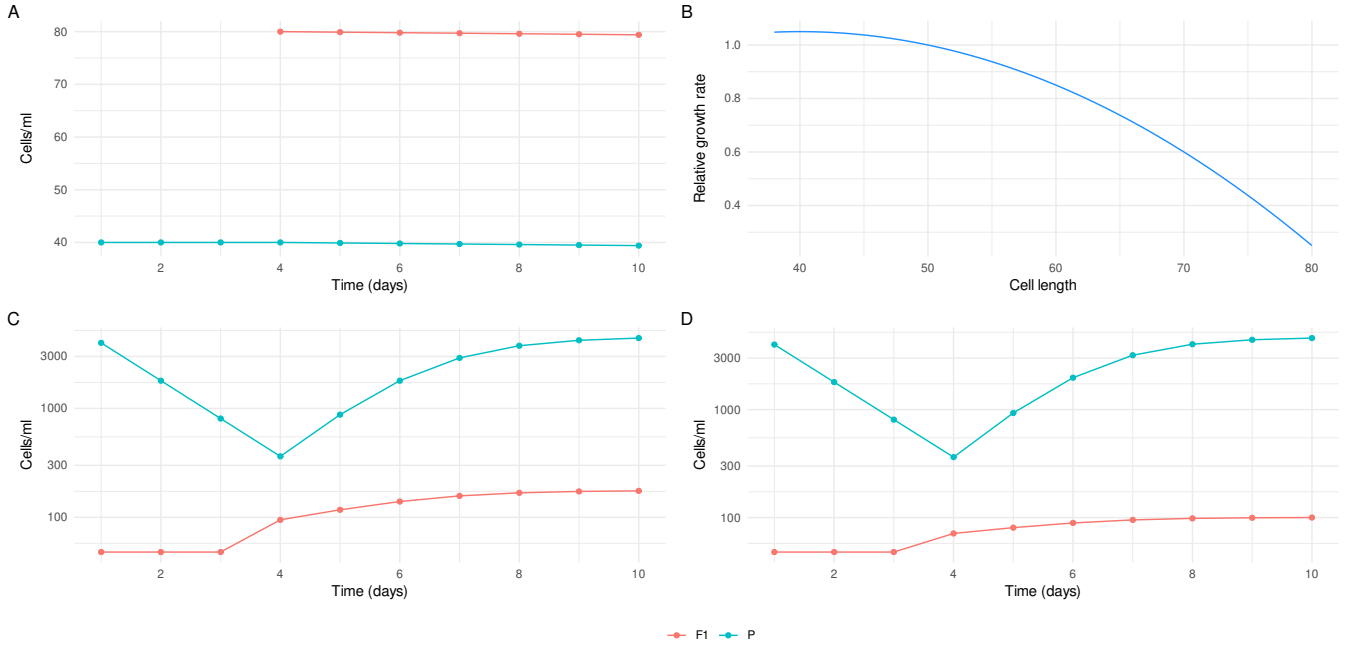 A
Cells/ml
80
70
60
50
40
2 4 6 8 10
Time (days)
B
Relative growth rate
1.0
0.8
0.6
0.4
40 50 60 70 80
Cell length
C
Cells/ml
3000
1000
300
100
2 4 6 8 10
Time (days)
D
Cells/ml
3000
1000
300
100
2 4 6 8 10
Time (days)
F1 P